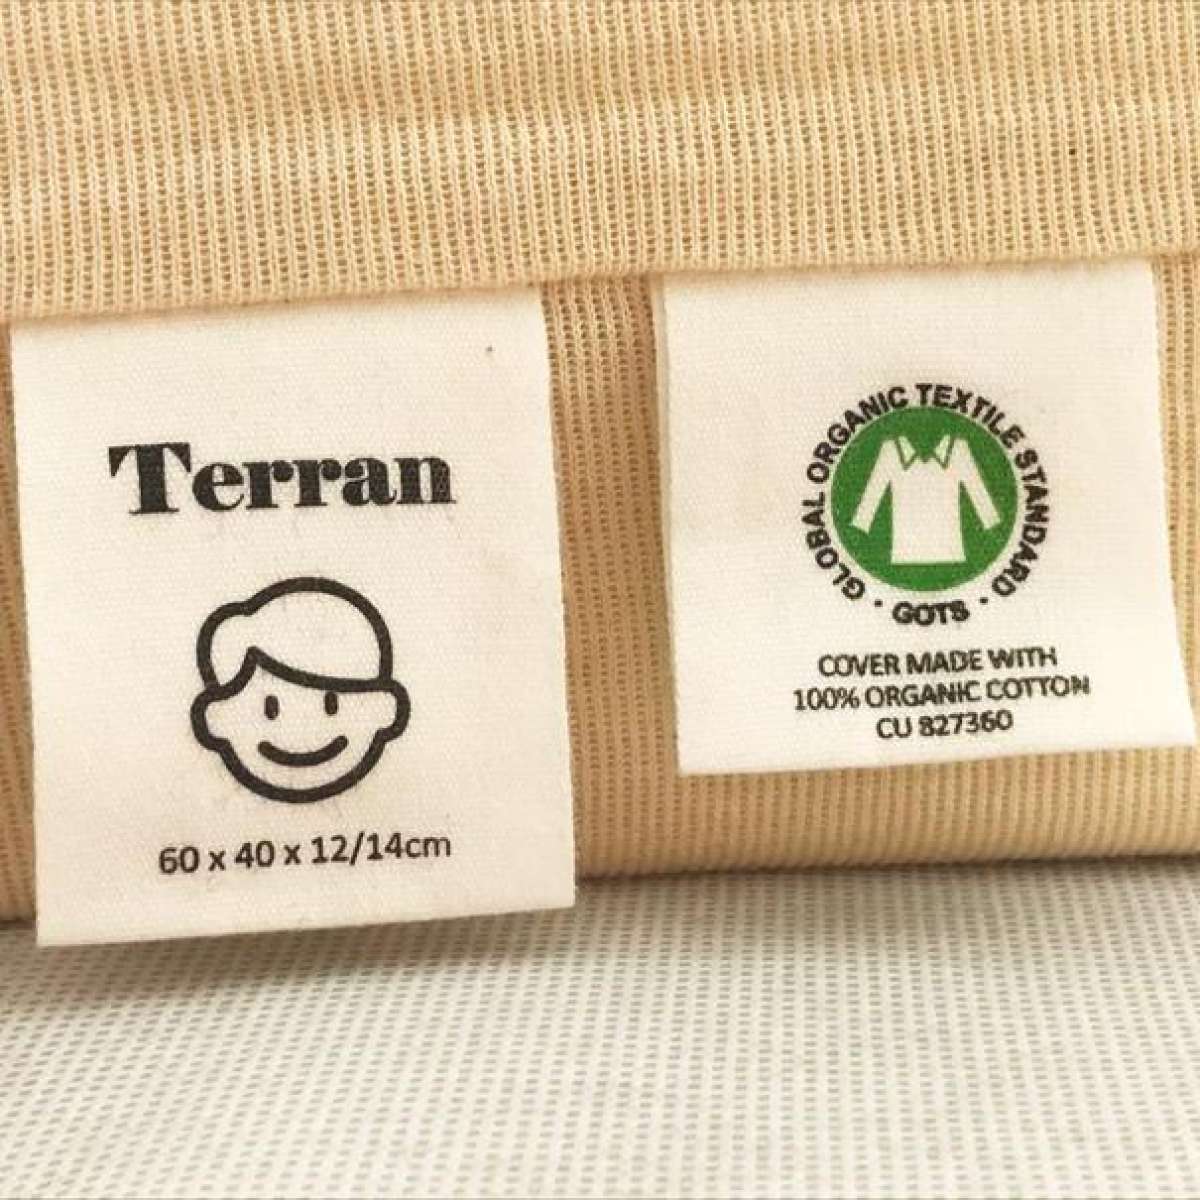 Terran
60 x 40 x 12/14cm
GLOBAL ORGANIC TEXTILE STANDARD
· GOTS ·
COVER MADE WITH
100% ORGANIC COTTON
CU 827360